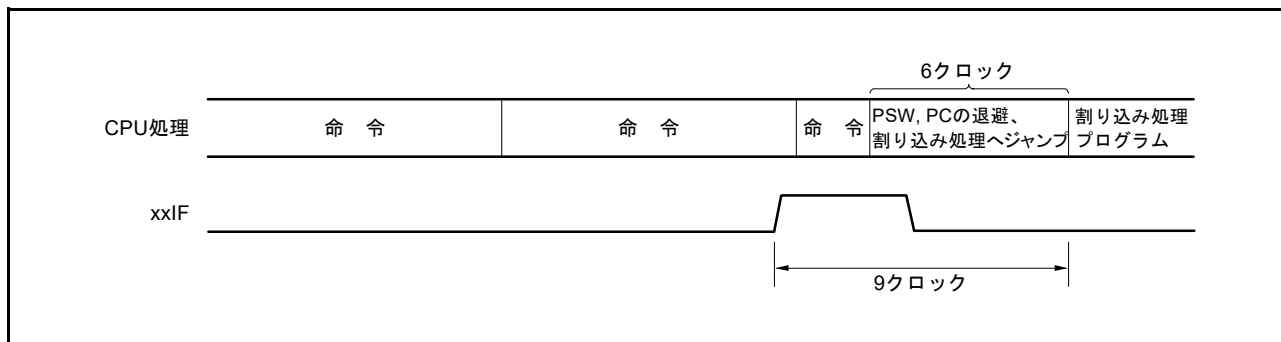 6クロック
CPU処理
命 令
命 令
命 令
PSW, PCの退避、
割り込み処理へジャンプ
割り込み処理
プログラム
xxIF
9クロック